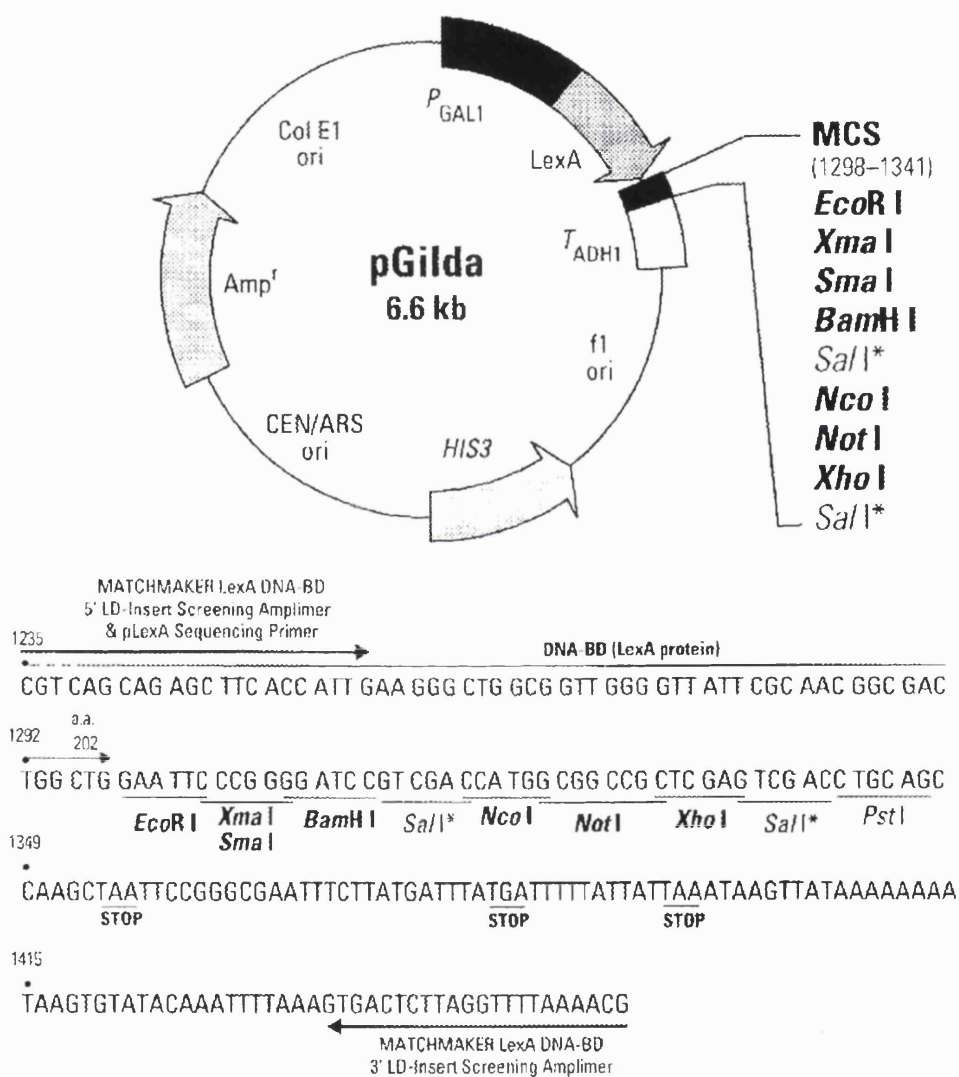 P GAL1
Col E1
ori
LexA
MCS
(1298–1341)
EcoR I
Xma I
Sma I
BamH I
Sal I*
Nco I
Not I
Xho I
Sal I*
T ADH1
pGilda
6.6 kb
Ampʳ
f1
ori
CEN/ARS
ori
HIS3
MATCHMAKER LexA DNA-BD
5' LD-Insert Screening Amplimer
& pLexA Sequencing Primer
1235
DNA-BD (LexA protein)
CGT CAG CAG AGC TTC ACC ATT GAA GGG CTG GCG GTT GGG GTT ATT CGC AAC GGC GAC
a.a.
1292 202
TGG CTG GAA TTC CCG GGG ATC CGT CGA CCA TGG CGG CCG CTC GAG TCG ACC TGC AGC
EcoR I Xma I BamH I Sal I* Nco I Not I Xho I Sal I* Pst I
Sma I
1349
CAAGCTAATTCCGGGCGAATTTCTTATGATTTATGATTTTTATTATTAAATAAGTTATAAAAAAAA
STOP STOP STOP
1415
TAAGTGTATACAAATTTTAAAGTGACTCTTAGGTTTTAAAACG
MATCHMAKER LexA DNA-BD
3' LD-Insert Screening Amplimer